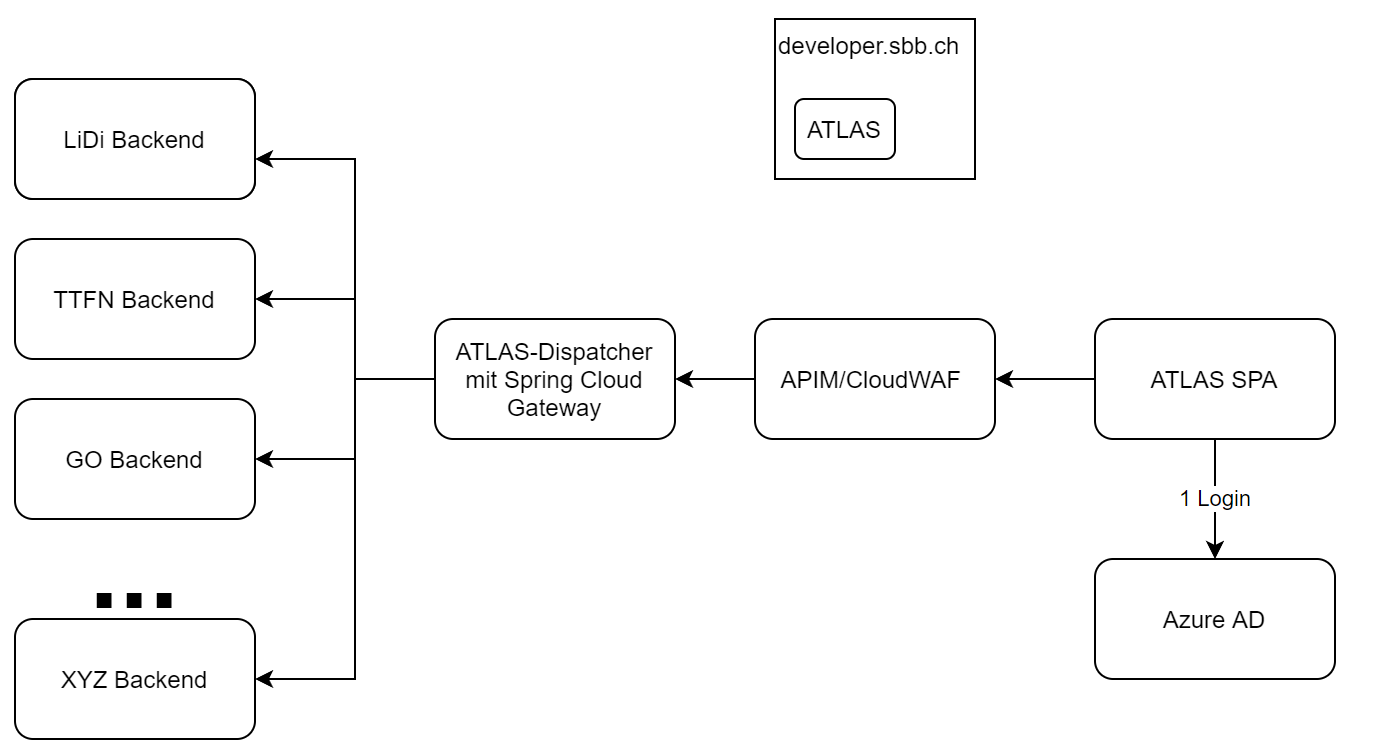 developer.sbb.ch
ATLAS
LiDi Backend
TTFN Backend
GO Backend
XYZ Backend
ATLAS-Dispatcher
mit Spring Cloud
Gateway
APIM/CloudWAF
ATLAS SPA
1 Login
Azure AD